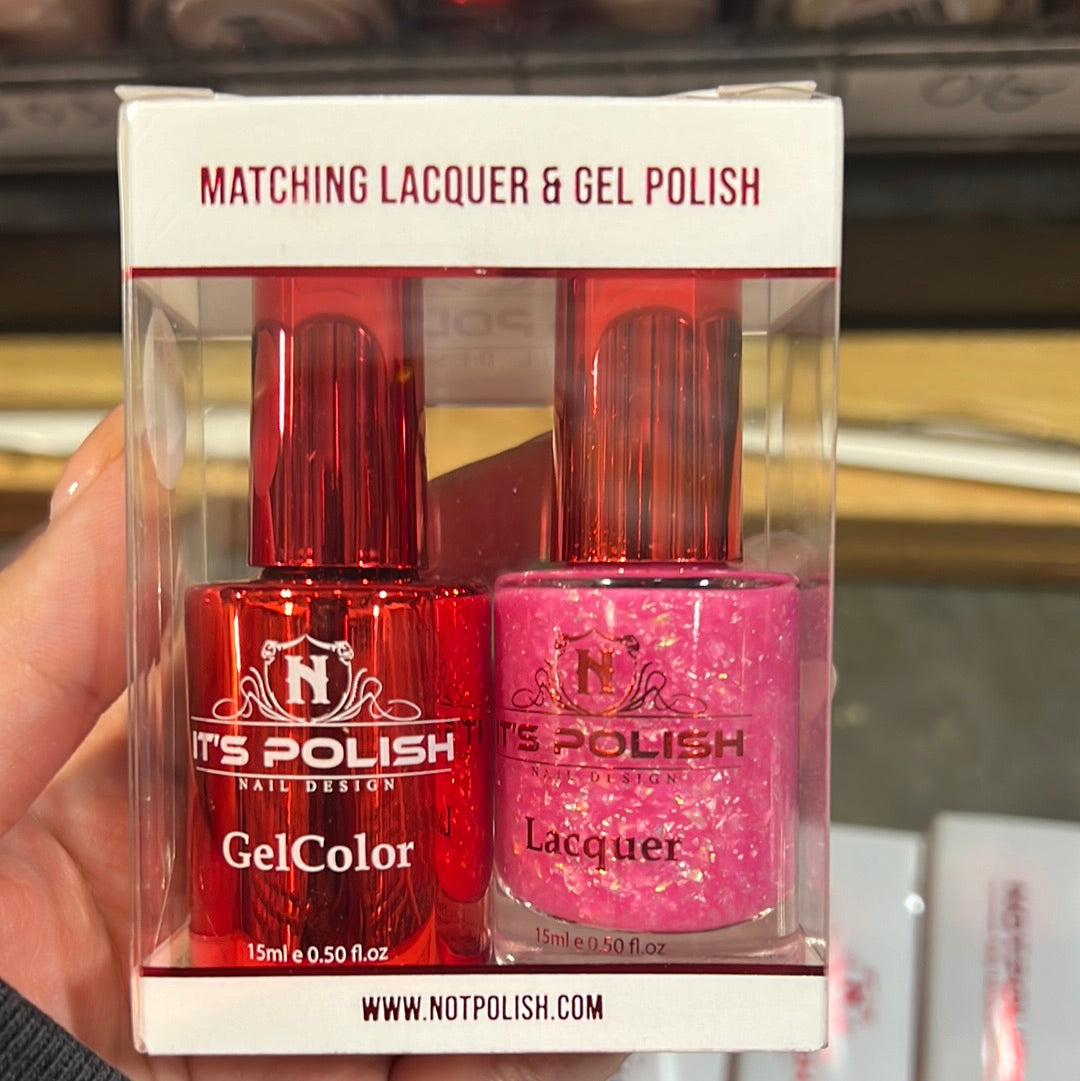 OG
MATCHING LACQUER & GEL POLISH
N
IT'S POLISH
NAIL DESIGN
GelColor
15ml e 0.50 fl.oz
N
IT'S POLISH
NAIL DESIGN
Lacquer
15ml e 0.50 fl.oz
WWW.NOTPOLISH.COM